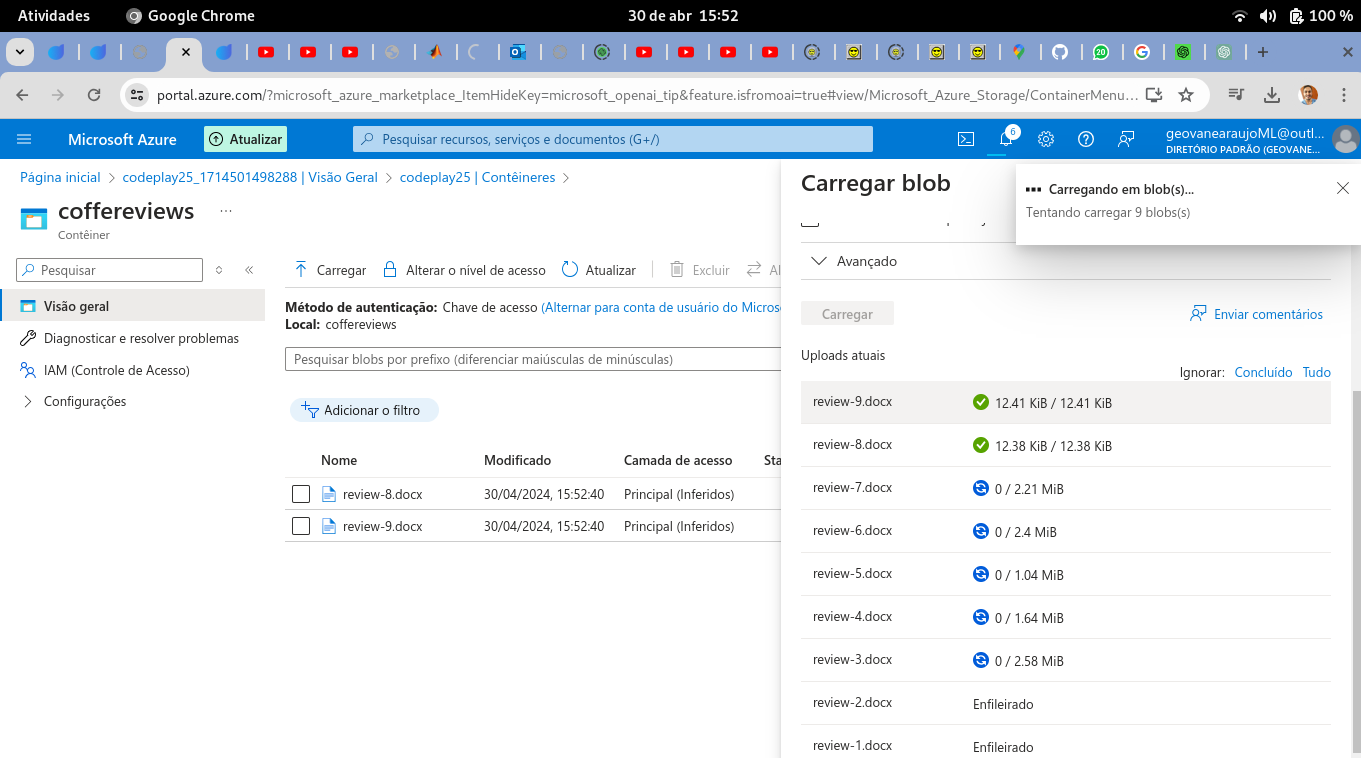 Atividades
Google Chrome
30 de abr 15:52
100 %
20
portal.azure.com/?microsoft_azure_marketplace_ItemHideKey=microsoft_openai_tip&feature.isfromoai=true#view/Microsoft_Azure_Storage/ContainerMenu...
Microsoft Azure
Atualizar
Pesquisar recursos, serviços e documentos (G+/)
6
geovanearaujoML@outl...
DIRETÓRIO PADRÃO (GEOVANE...
Página inicial > codeplay25_1714501498288 | Visão Geral > codeplay25 | Contêineres >
coffereviews ...
Contêiner
Pesquisar
Visão geral
Diagnosticar e resolver problemas
IAM (Controle de Acesso)
Configurações
Carregar
Alterar o nível de acesso
Atualizar
Excluir
Al
Método de autenticação: Chave de acesso (Alternar para conta de usuário do Micros
Local: coffereviews
Pesquisar blobs por prefixo (diferenciar maiúsculas de minúsculas)
Adicionar o filtro
Nome Modificado Camada de acesso Sta
review-8.docx 30/04/2024, 15:52:40 Principal (Inferidos)
review-9.docx 30/04/2024, 15:52:40 Principal (Inferidos)
Carregar blob
Carregando em blob(s)...
Tentando carregar 9 blobs(s)
Avançado
Carregar
Enviar comentários
Uploads atuais
Ignorar: Concluído Tudo
review-9.docx 12.41 KiB / 12.41 KiB
review-8.docx 12.38 KiB / 12.38 KiB
review-7.docx 0 / 2.21 MiB
review-6.docx 0 / 2.4 MiB
review-5.docx 0 / 1.04 MiB
review-4.docx 0 / 1.64 MiB
review-3.docx 0 / 2.58 MiB
review-2.docx Enfileirado
review-1.docx Enfileirado